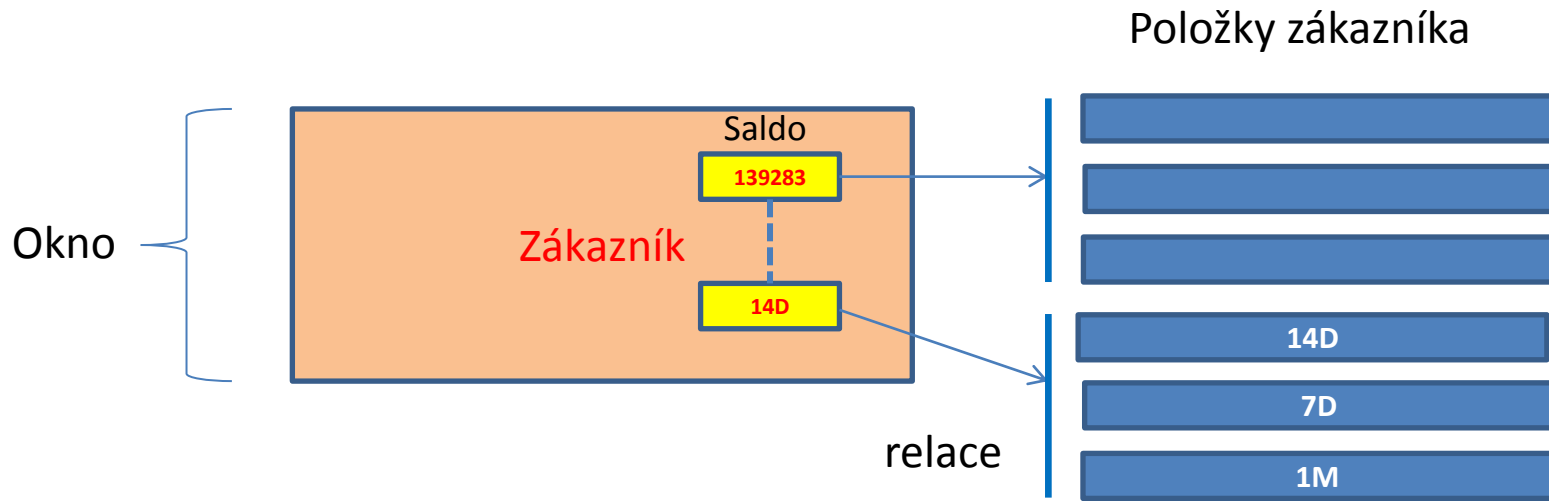 Položky zákazníka
Saldo
139283
Okno
Zákazník
14D
14D
7D
relace
1M